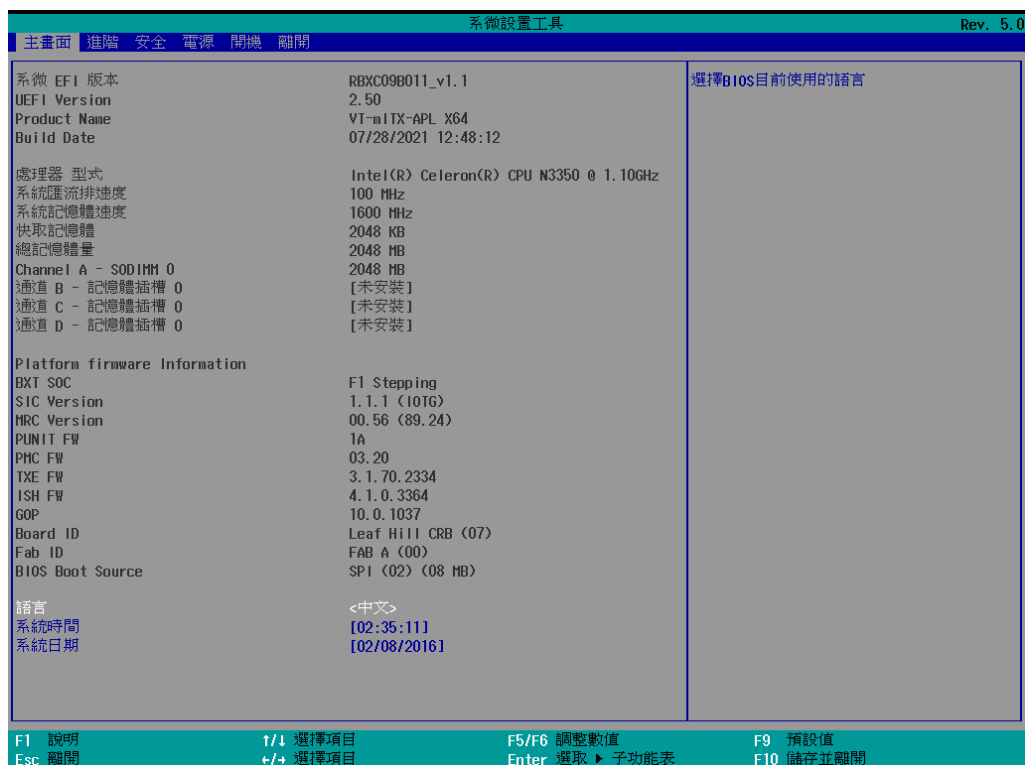 系微設置工具 Rev. 5.0
主畫面 進階 安全 電源 開機 離開
系微 EFI 版本 RBXC09B011_v1.1 選擇BIOS目前使用的語言
UEFI Version 2.50
Product Name VT-mITX-APL X64
Build Date 07/28/2021 12:48:12
處理器 型式 Intel(R) Celeron(R) CPU N3350 @ 1.10GHz
系統匯流排速度 100 MHz
系統記憶體速度 1600 MHz
快取記憶體 2048 KB
總記憶體量 2048 MB
Channel A - SODIMM 0 2048 MB
通道 B - 記憶體插槽 0 [未安裝]
通道 C - 記憶體插槽 0 [未安裝]
通道 D - 記憶體插槽 0 [未安裝]
Platform firmware Information
BXT SOC F1 Stepping
SIC Version 1.1.1 (IOTG)
MRC Version 00.56 (89.24)
PUNIT FW 1A
PMC FW 03.20
TXE FW 3.1.70.2334
ISH FW 4.1.0.3364
GOP 10.0.1037
Board ID Leaf Hill CRB (07)
Fab ID FAB A (00)
BIOS Boot Source SPI (02) (08 MB)
語言 <中文>
系統時間 [02:35:11]
系統日期 [02/08/2016]
F1 說明 ↑/↓ 選擇項目 F5/F6 調整數值 F9 預設值
Esc 離開 ←/→ 選擇項目 Enter 選取 ▶ 子功能表 F10 儲存並離開